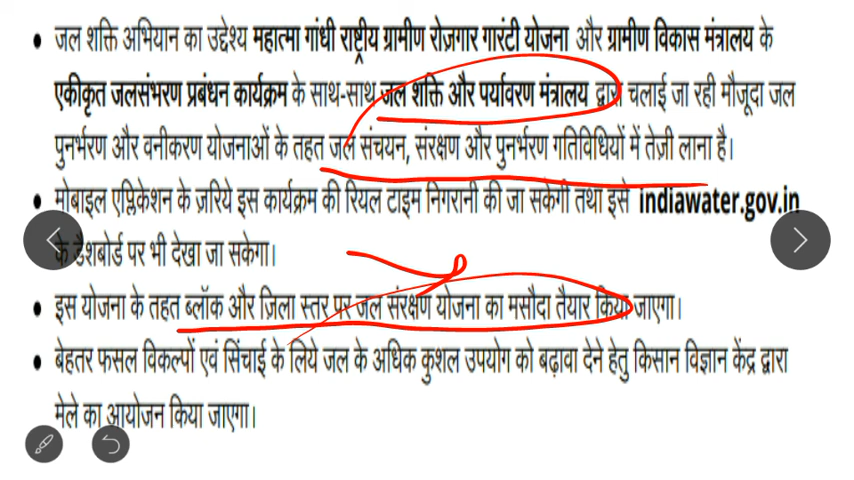 • जल शक्ति अभियान का उद्देश्य महात्मा गांधी राष्ट्रीय ग्रामीण रोज़गार गारंटी योजना और ग्रामीण विकास मंत्रालय के
एकीकृत जलसंभरण प्रबंधन कार्यक्रम के साथ-साथ जल शक्ति और पर्यावरण मंत्रालय द्वारा चलाई जा रही मौजूदा जल
पुनर्भरण और वनीकरण योजनाओं के तहत जल संचयन, संरक्षण और पुनर्भरण गतिविधियों में तेज़ी लाना है।
• मोबाइल एप्लिकेशन के ज़रिये इस कार्यक्रम की रियल टाइम निगरानी की जा सकेगी तथा इसे indiawater.gov.in
के डैशबोर्ड पर भी देखा जा सकेगा।
• इस योजना के तहत ब्लॉक और ज़िला स्तर पर जल संरक्षण योजना का मसौदा तैयार किया जाएगा।
• बेहतर फसल विकल्पों एवं सिंचाई के लिये जल के अधिक कुशल उपयोग को बढ़ावा देने हेतु किसान विज्ञान केंद्र द्वारा
मेले का आयोजन किया जाएगा।